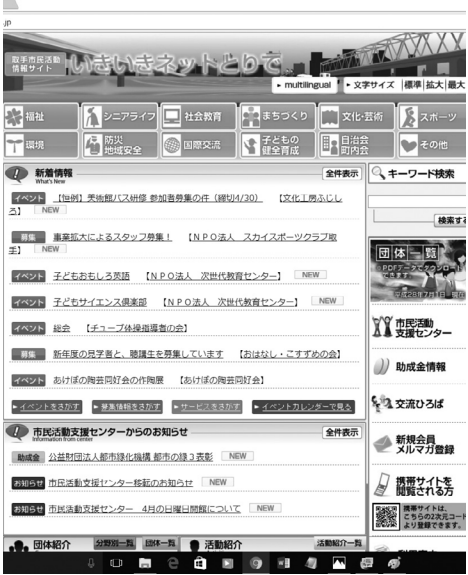 .jp
取手市民活動
情報サイト
いきいきネットとりで
multilingual
文字サイズ 標準 拡大 最大
福祉 シニアライフ 社会教育 まちづくり 文化・芸術 スポーツ
環境 防災 地域安全 国際交流 子どもの 健全育成 自治会 町内会 その他
新着情報 全件表示
What's New
キーワード検索
イベント 【恒例】美術館バス研修 参加者募集の件(締切4/30) 【文化工房ふじし
ろ】 NEW
検索す
募集 事業拡大によるスタッフ募集! 【NPO法人 スカイスポーツクラブ取
手】 NEW
団体一覧
PDFデータでダウンロード
できます。
イベント 子どもおもしろ英語 【NPO法人 次世代教育センター】 NEW
イベント 子どもサイエンス倶楽部 【NPO法人 次世代教育センター】 NEW
イベント 総会 【チューブ体操指導者の会】
市民活動
支援センター
募集 新年度の見学者と、聴講生を募集しています 【おはなし・こすずめの会】
助成金情報
イベント あけぼの陶芸同好会の作陶展 【あけぼの陶芸同好会】
イベントをさがす 募集情報をさがす サービスをさがす イベントカレンダーで見る
交流ひろば
市民活動支援センターからのお知らせ 全件表示
Information from center
新規会員
メルマガ登録
助成金 公益財団法人都市緑化機構 都市の緑3表彰 NEW
お知らせ 市民活動支援センター移転のお知らせ NEW
携帯サイトを
閲覧される方
お知らせ 市民活動支援センター 4月の日曜日開館について NEW
携帯サイトは、
こちらの2次元コード
より登録できます。
団体紹介 分野別一覧 団体一覧 活動紹介 活動紹介一覧